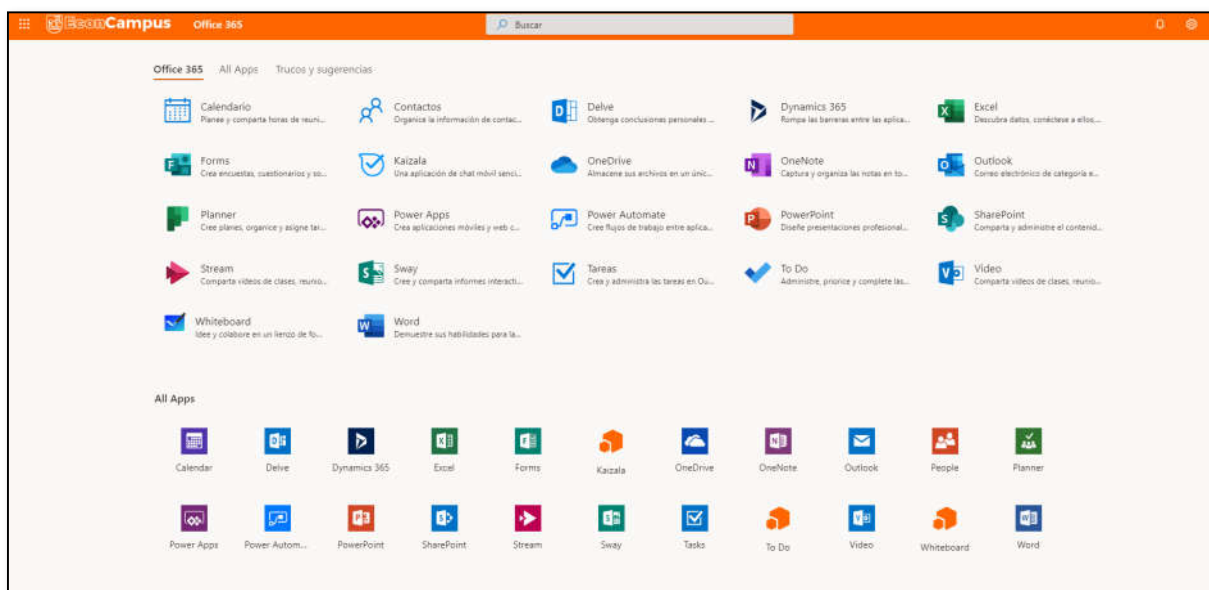 EconCampus Office 365 Buscar
Office 365 All Apps Trucos y sugerencias
Calendario
Planee y comparta horas de reuni...
Contactos
Organice la información de contac...
Delve
Obtenga conclusiones personales ...
Dynamics 365
Rompa las barreras entre las aplica...
Excel
Descubra datos, conéctese a ellos,...
Forms
Crea encuestas, cuestionarios y so...
Kaizala
Una aplicación de chat móvil senci...
OneDrive
Almacene sus archivos en un únic...
OneNote
Captura y organiza las notas en to...
Outlook
Correo electrónico de categoría e...
Planner
Cree planes, organice y asigne tar...
Power Apps
Crea aplicaciones móviles y web c...
Power Automate
Cree flujos de trabajo entre aplica...
PowerPoint
Diseñe presentaciones profesional...
SharePoint
Comparta y administre el contenid...
Stream
Comparta vídeos de clases, reunio...
Sway
Cree y comparta informes interacti...
Tareas
Crea y administra las tareas en Ou...
To Do
Administre, priorice y complete las...
Video
Comparta vídeos de clases, reunio...
Whiteboard
Idee y colabore en un lienzo de fo...
Word
Demuestre sus habilidades para la...
All Apps
Calendar Delve Dynamics 365 Excel Forms Kaizala OneDrive OneNote Outlook People Planner
Power Apps Power Autom... PowerPoint SharePoint Stream Sway Tasks To Do Video Whiteboard Word